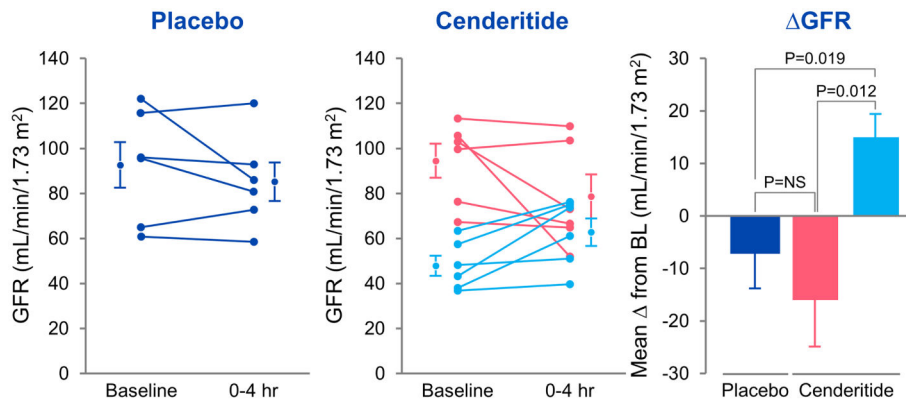 Placebo
GFR (mL/min/1.73 m²)
140
120
100
80
60
40
20
0
Baseline 0-4 hr
Cenderitide
GFR (mL/min/1.73 m²)
140
120
100
80
60
40
20
0
Baseline 0-4 hr
ΔGFR
Mean Δ from BL (mL/min/1.73 m²)
30
20
10
0
-10
-20
-30
P=0.019
P=0.012
P=NS
Placebo Cenderitide